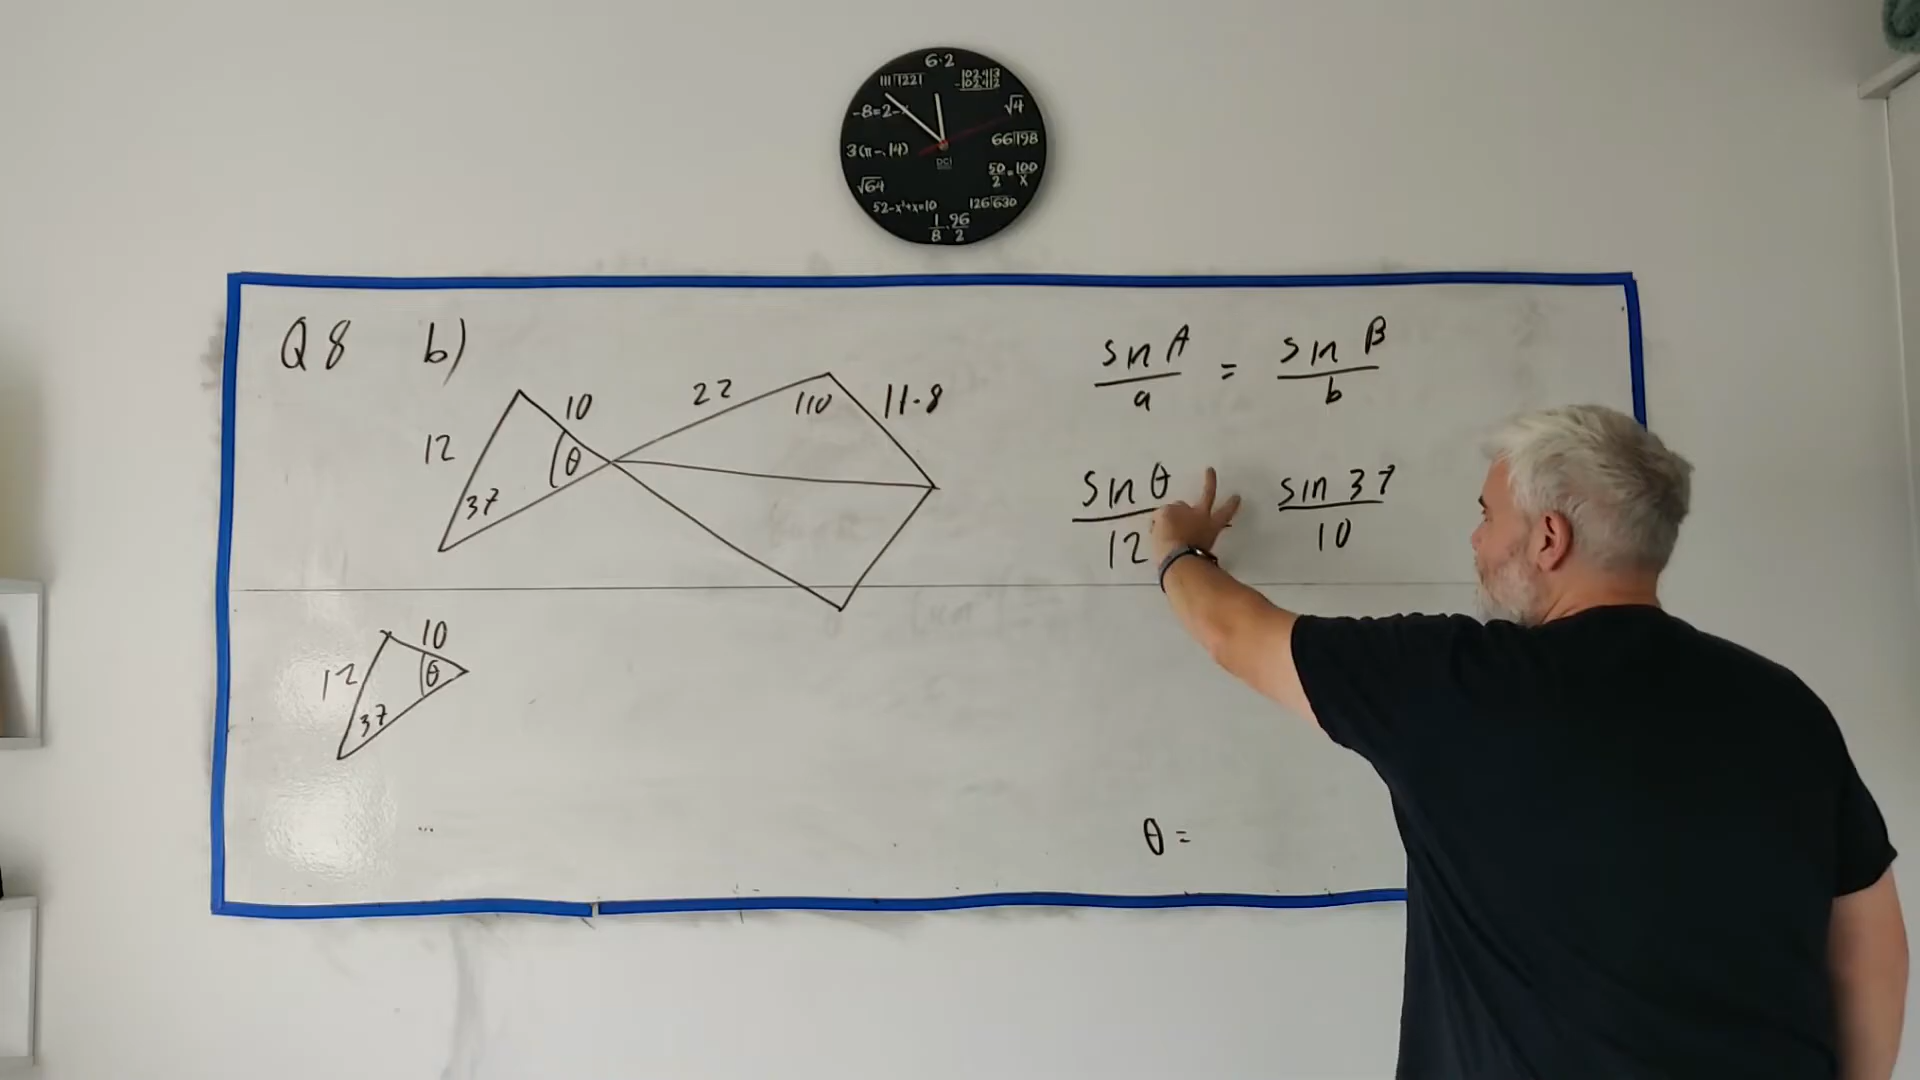 6·2
111|1221
-8=2-x
3(π-.14)
√64
52-x²+x=10
1/8 · 96/2
126|630
50/2 = 100/x
66|198
√4
DCI
Q8 b)
12
10
θ
37
22
110
11·8
sin A / a = sin B / b
sin θ / 12 = sin 37 / 10
12
10
θ
37
θ =